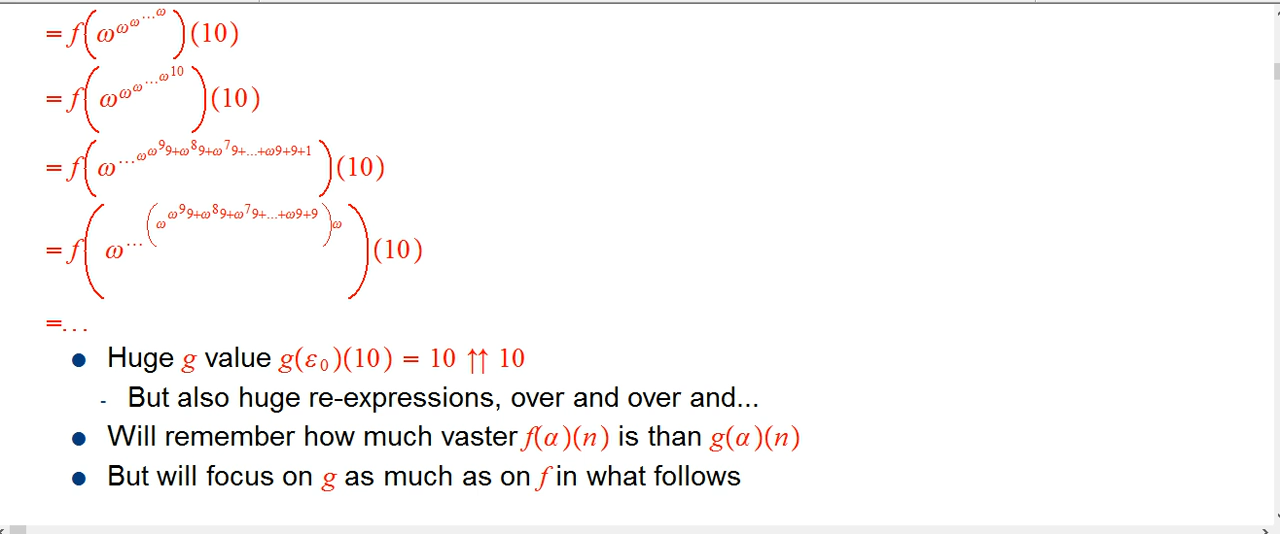 = f(ω^ω^ω^…^ω)(10)
= f(ω^ω^ω^…^ω^10)(10)
= f(ω^…^ω^ω^(ω^9 9+ω^8 9+ω^7 9+…+ω9+9+1))(10)
= f(ω^…^(ω^(ω^9 9+ω^8 9+ω^7 9+…+ω9+9))ω)(10)
=...
● Huge g value g(ε₀)(10) = 10 ↑↑ 10
- But also huge re-expressions, over and over and...
● Will remember how much vaster f(α)(n) is than g(α)(n)
● But will focus on g as much as on f in what follows